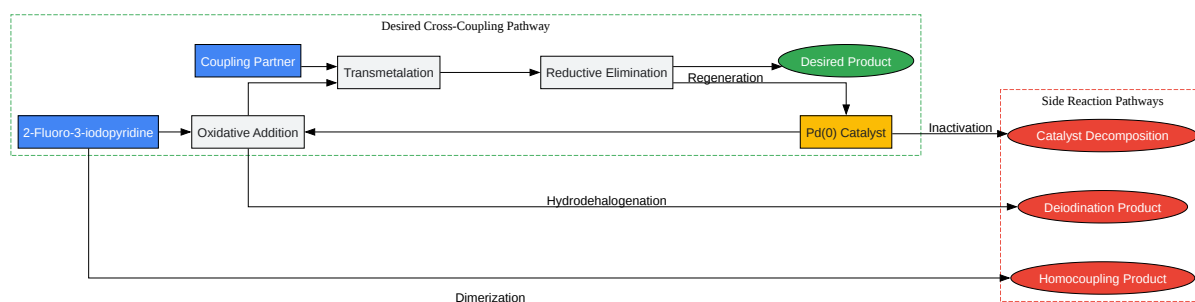 Desired Cross-Coupling Pathway
Coupling Partner
Transmetalation
Reductive Elimination
Desired Product
Regeneration
Side Reaction Pathways
2-Fluoro-3-iodopyridine
Oxidative Addition
Pd(0) Catalyst
Inactivation
Catalyst Decomposition
Hydrodehalogenation
Deiodination Product
Homocoupling Product
Dimerization